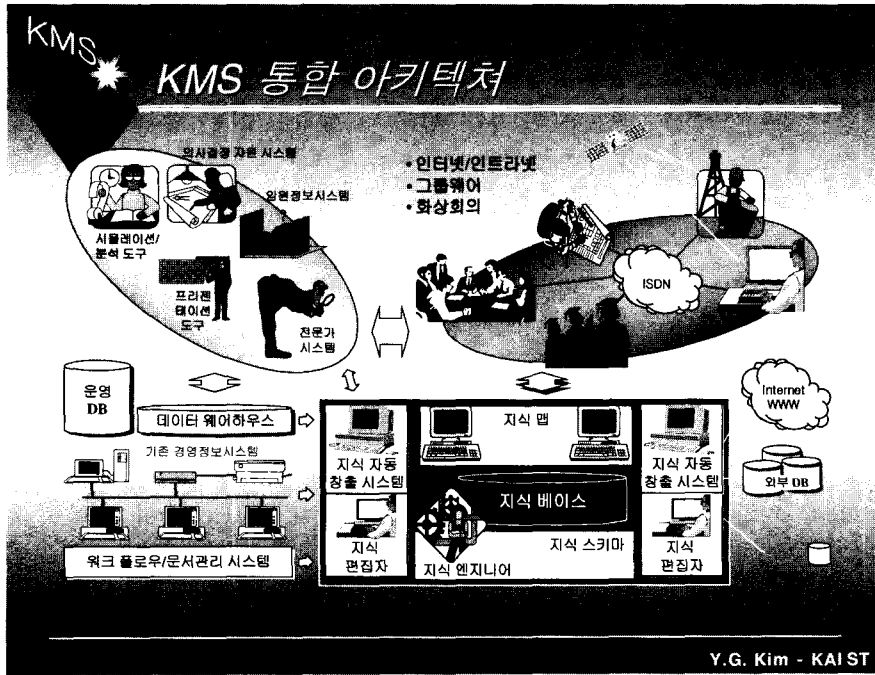 KMS
KMS 통합 아키텍쳐
의사결정 지원 시스템
임원정보시스템
시뮬레이션/
분석 도구
프리젠
테이션
도구
전문가
시스템
• 인터넷/인트라넷
• 그룹웨어
• 화상회의
ISDN
운영
DB
데이터 웨어하우스
기존 경영정보시스템
워크 플로우/문서관리 시스템
지식 자동
창출 시스템
지식
편집자
지식 맵
지식 베이스
지식 스키마
지식 엔지니어
지식 자동
창출 시스템
지식
편집자
Internet
WWW
외부 DB
Y.G. Kim - KAIST